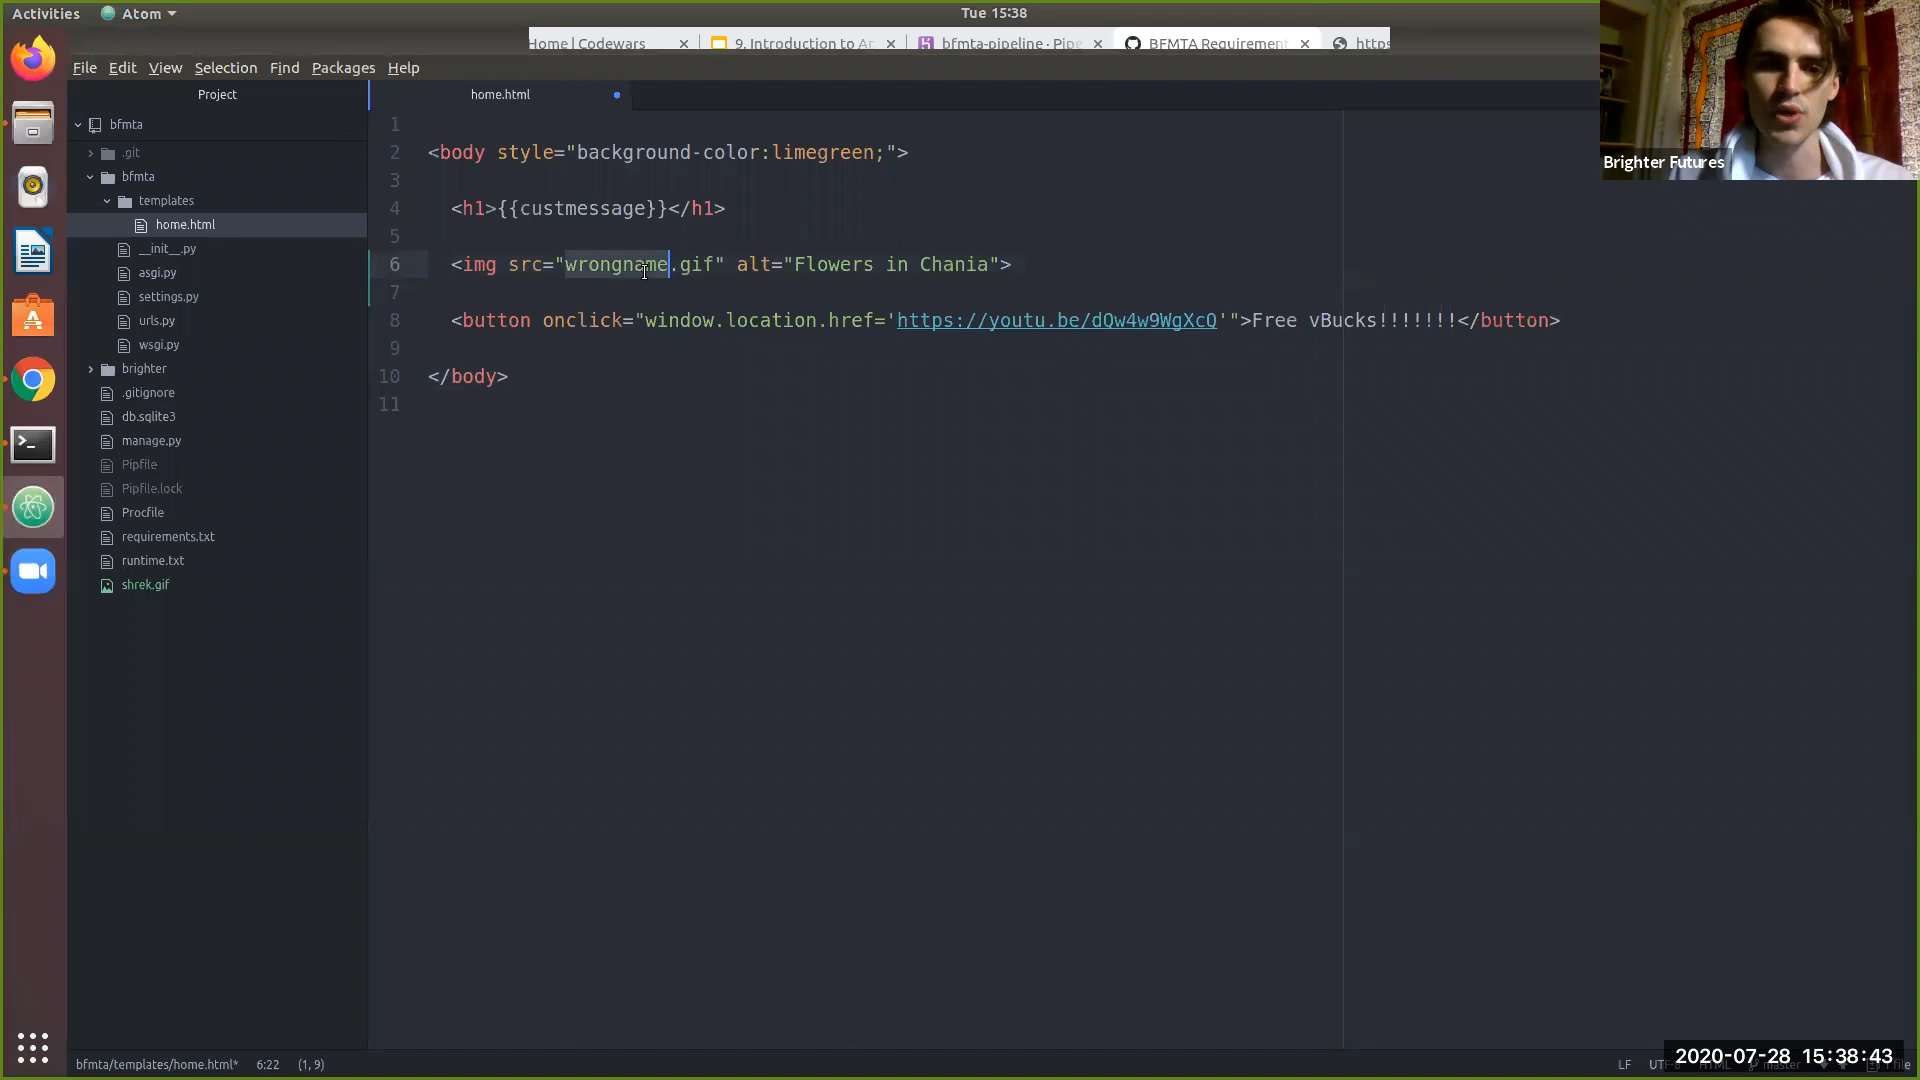 Activities
Atom
Tue 15:38
Home | Codewars
9. Introduction to Ar
bfmta-pipeline · Pipe
BFMTA Requirement
https
File Edit View Selection Find Packages Help
Brighter Futures
Project
home.html
bfmta
.git
bfmta
templates
home.html
__init__.py
asgi.py
settings.py
urls.py
wsgi.py
brighter
.gitignore
db.sqlite3
manage.py
Pipfile
Pipfile.lock
Procfile
requirements.txt
runtime.txt
shrek.gif
1
2 <body style="background-color:limegreen;">
3
4 <h1>{{custmessage}}</h1>
5
6 <img src="wrongname.gif" alt="Flowers in Chania">
7
8 <button onclick="window.location.href='https://youtu.be/dQw4w9WgXcQ'">Free vBucks!!!!!!!</button>
9
10 </body>
11
bfmta/templates/home.html* 6:22 (1, 9)
LF
2020-07-28 15:38:43